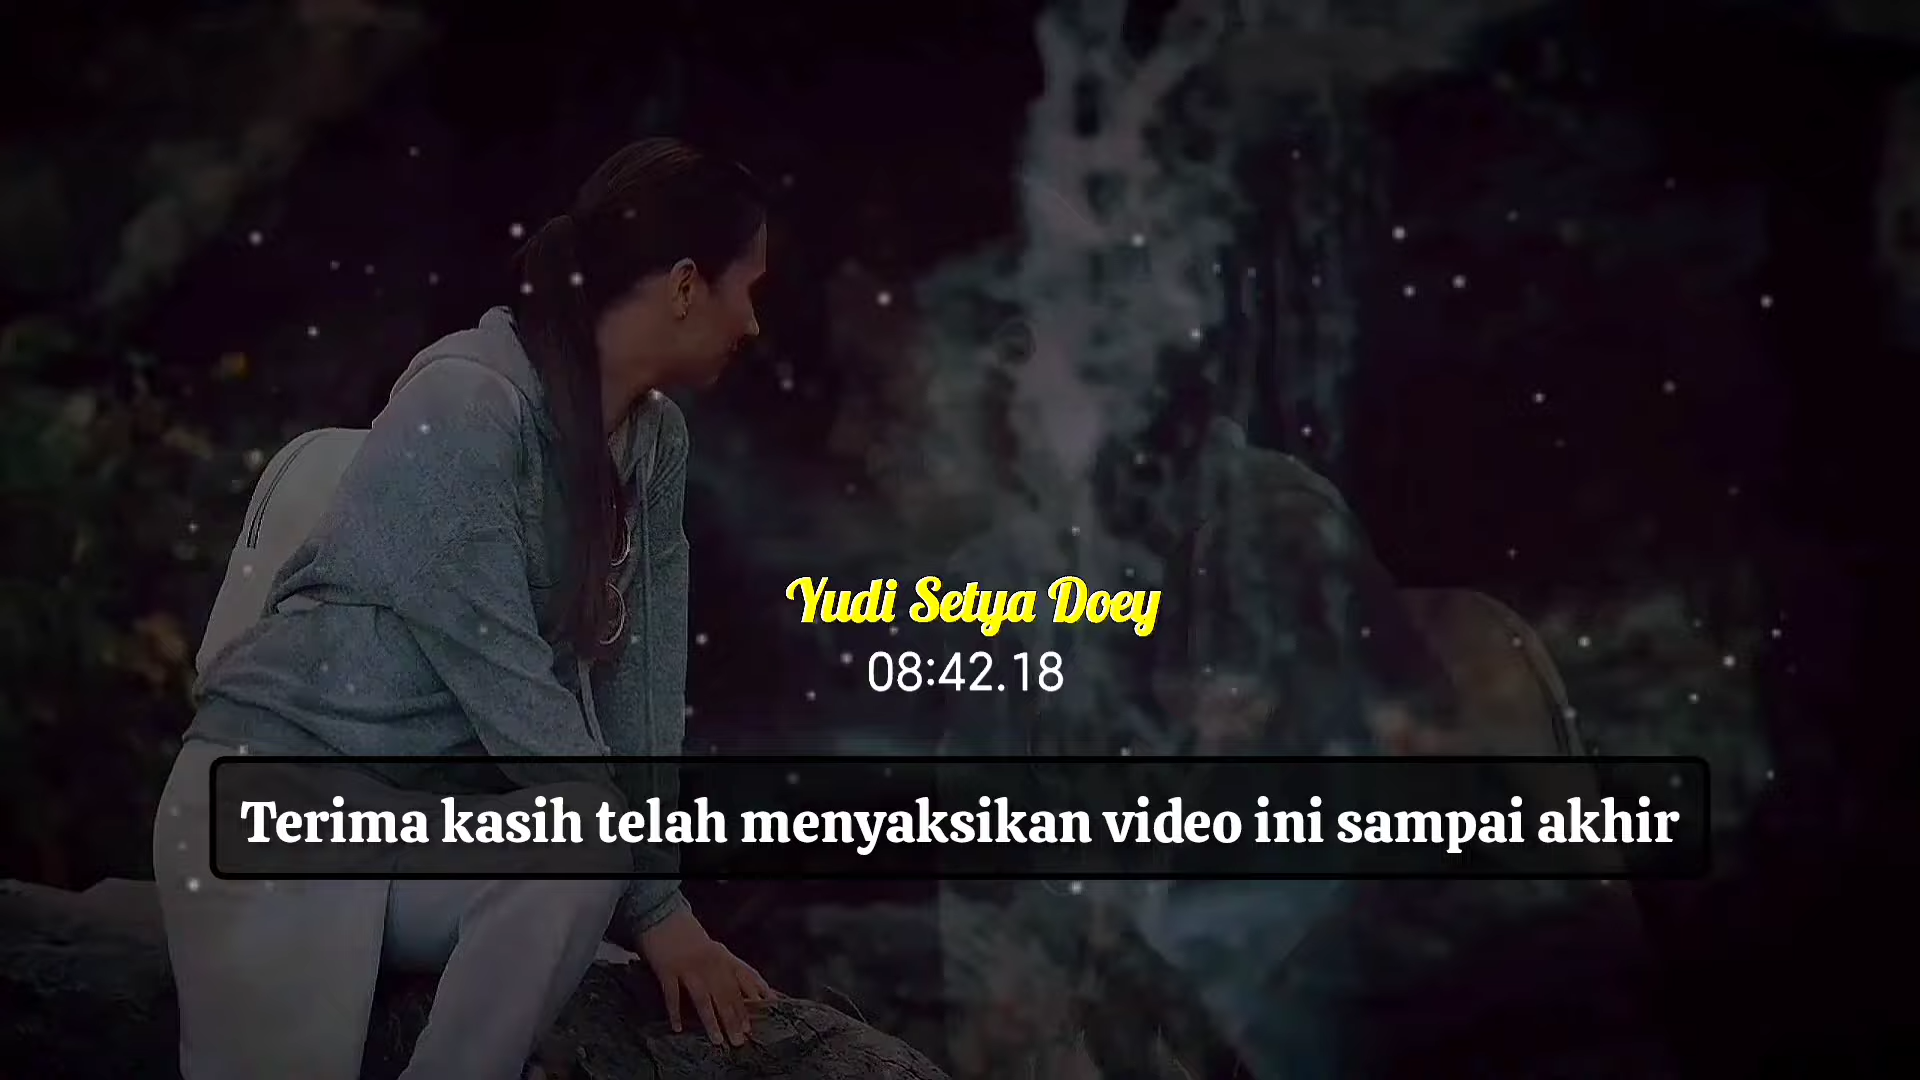 Yudi Setya Doey
08:42.18
Terima kasih telah menyaksikan video ini sampai akhir